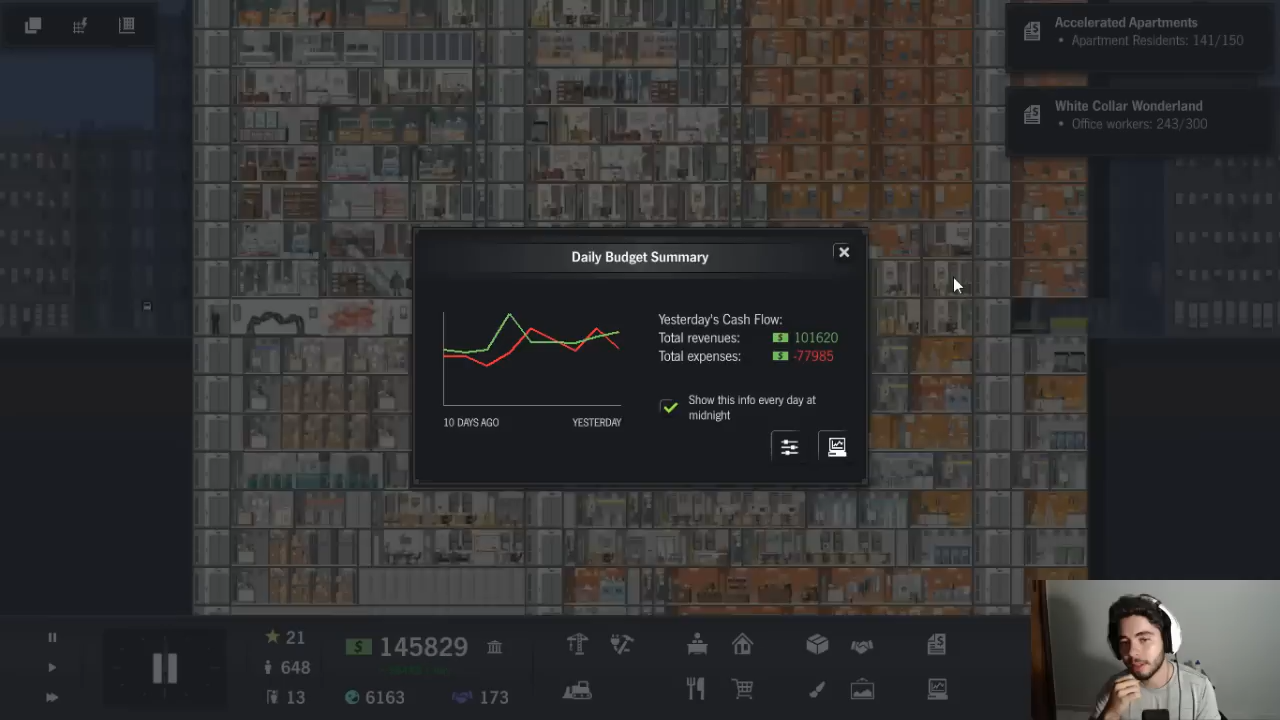 Accelerated Apartments
• Apartment Residents: 141/150
White Collar Wonderland
• Office workers: 243/300
Daily Budget Summary
Yesterday's Cash Flow:
Total revenues: 101620
Total expenses: -77985
Show this info every day at
midnight
10 DAYS AGO
YESTERDAY
21
145829
648
13
6163
173